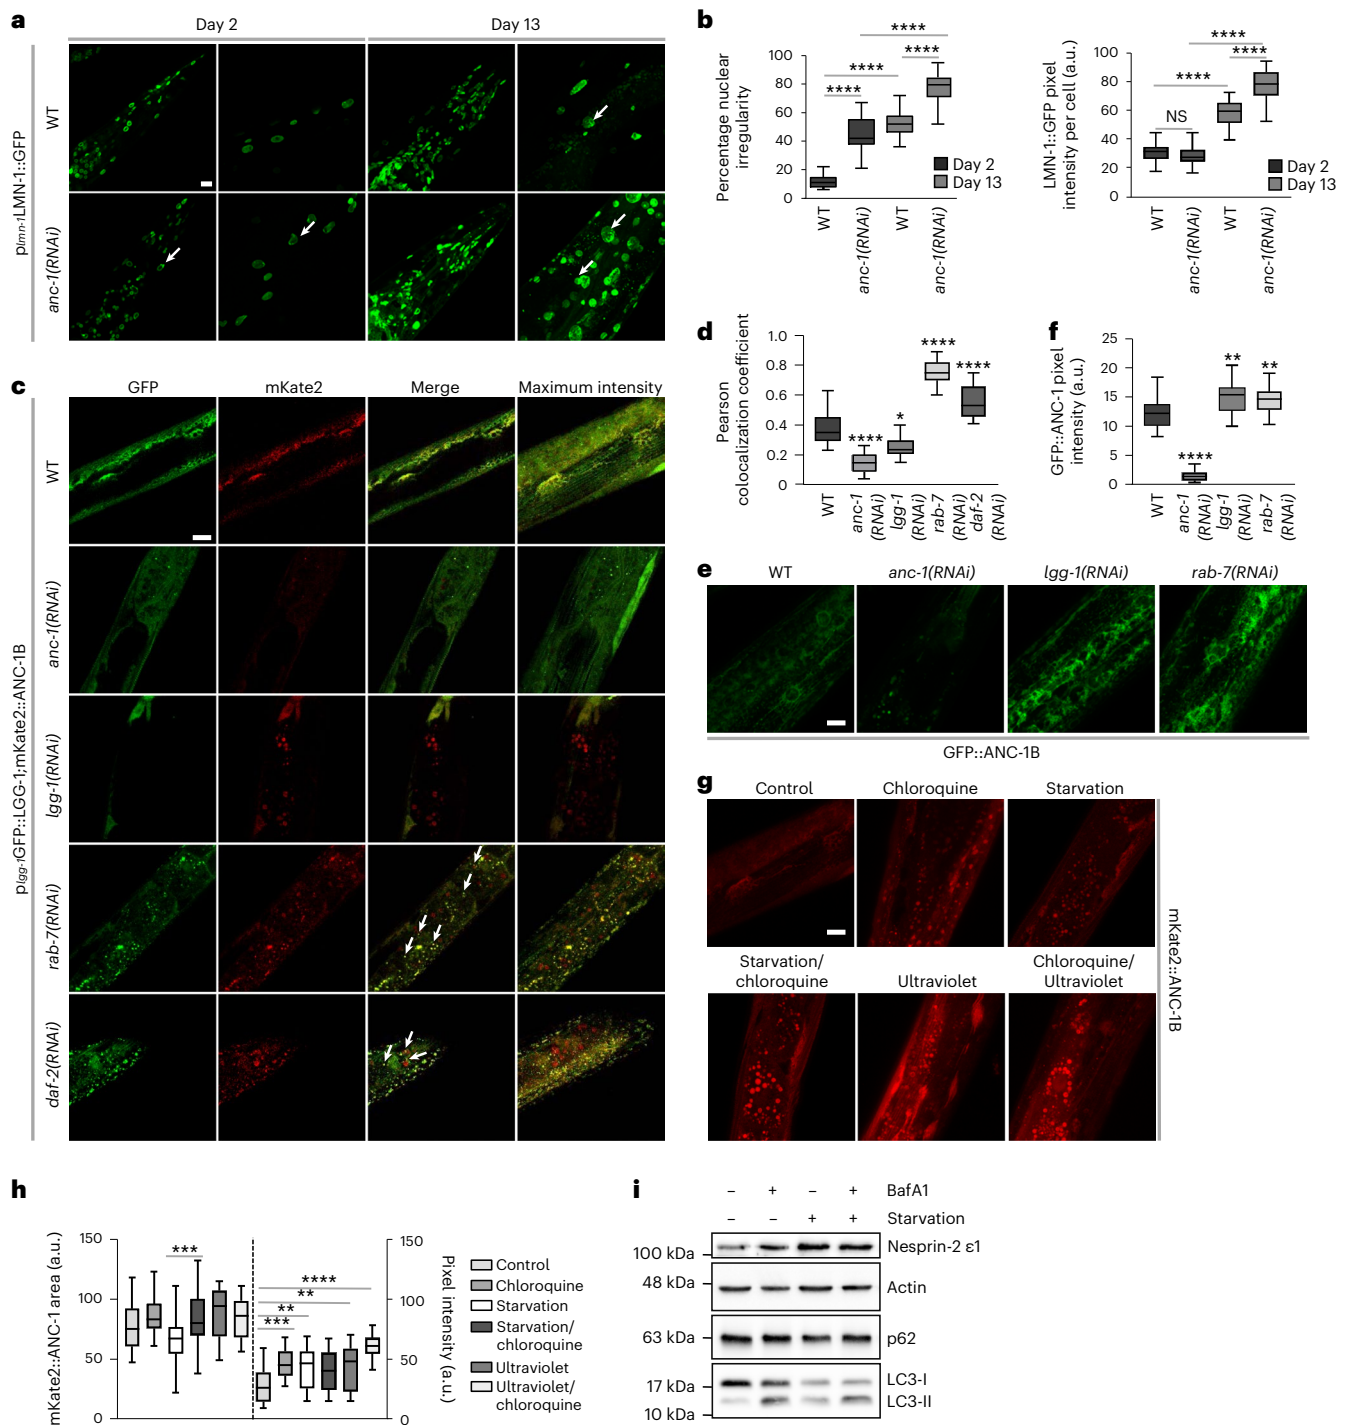 a
Day 2
Day 13
WT
anc-1(RNAi)
plmn-1LMN-1::GFP
b
Percentage nuclear
irregularity
100
80
60
40
20
0
****
****
****
****
Day 2
Day 13
WT
anc-1(RNAi)
WT
anc-1(RNAi)
LMN-1::GFP pixel
intensity per cell (a.u.)
100
80
60
40
20
0
NS
****
****
****
Day 2
Day 13
WT
anc-1(RNAi)
WT
anc-1(RNAi)
c
GFP
mKate2
Merge
Maximum intensity
WT
anc-1(RNAi)
lgg-1(RNAi)
rab-7(RNAi)
daf-2(RNAi)
plgg-1GFP::LGG-1;mKate2::ANC-1B
d
Pearson
colocalization coefficient
1.0
0.8
0.6
0.4
0.2
0
****
*
****
****
WT
anc-1
(RNAi)
lgg-1
(RNAi)
rab-7
(RNAi)
daf-2
(RNAi)
f
GFP::ANC-1 pixel
intensity (a.u.)
25
20
15
10
5
0
****
**
**
WT
anc-1
(RNAi)
lgg-1
(RNAi)
rab-7
(RNAi)
e
WT
anc-1(RNAi)
lgg-1(RNAi)
rab-7(RNAi)
GFP::ANC-1B
g
Control
Chloroquine
Starvation
Starvation/
chloroquine
Ultraviolet
Chloroquine/
Ultraviolet
mKate2::ANC-1B
h
mKate2::ANC-1 area (a.u.)
150
100
50
0
***
***
**
**
****
150
100
50
0
Pixel intensity (a.u.)
Control
Chloroquine
Starvation
Starvation/
chloroquine
Ultraviolet
Ultraviolet/
chloroquine
i
– + – + BafA1
– – + + Starvation
100 kDa
Nesprin-2 ε1
48 kDa
Actin
63 kDa
p62
17 kDa
10 kDa
LC3-I
LC3-II